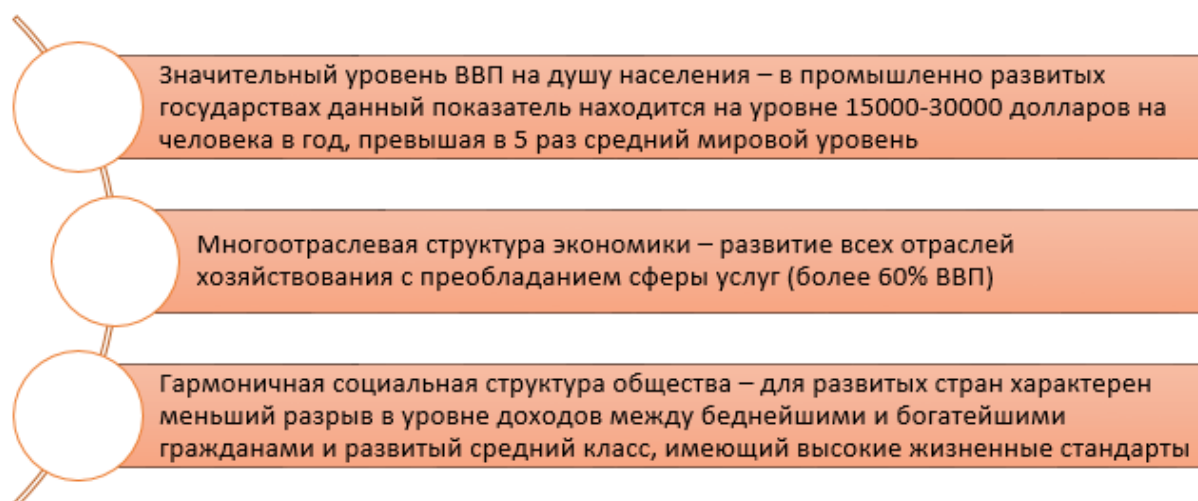 Значительный уровень ВВП на душу населения – в промышленно развитых
государствах данный показатель находится на уровне 15000-30000 долларов на
человека в год, превышая в 5 раз средний мировой уровень
Многоотраслевая структура экономики – развитие всех отраслей
хозяйствования с преобладанием сферы услуг (более 60% ВВП)
Гармоничная социальная структура общества – для развитых стран характерен
меньший разрыв в уровне доходов между беднейшими и богатейшими
гражданами и развитый средний класс, имеющий высокие жизненные стандарты